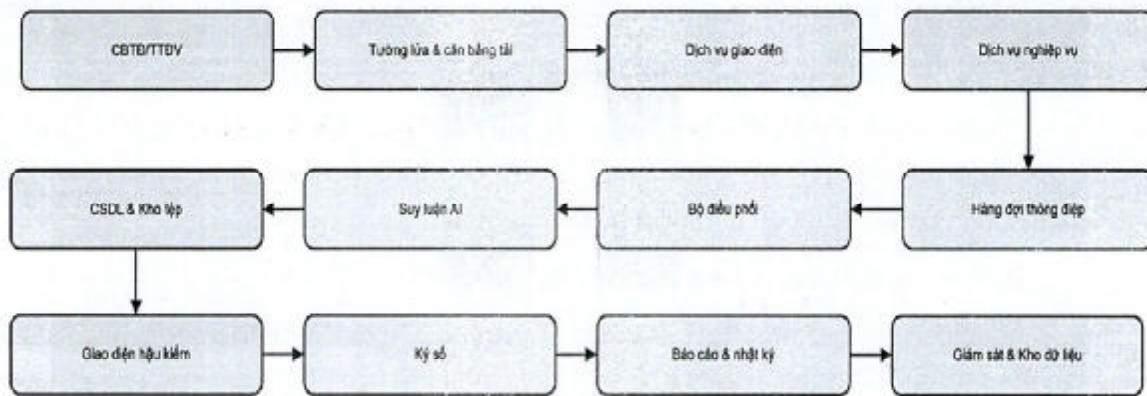 CBTĐ/TTDV
Tường lửa & cân bằng tải
Dịch vụ giao diện
Dịch vụ nghiệp vụ
CSDL & Kho tệp
Suy luận AI
Bộ điều phối
Hàng đợi thông điệp
Giao diện hậu kiểm
Ký số
Báo cáo & nhật ký
Giám sát & Kho dữ liệu